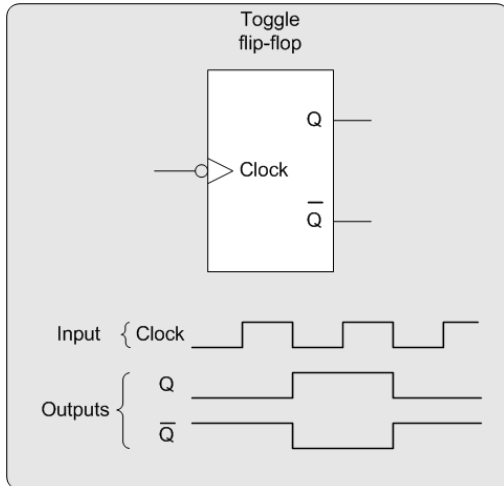 Toggle
flip-flop
Q
Clock
Q̅
Input { Clock
Q
Outputs {
Q̅